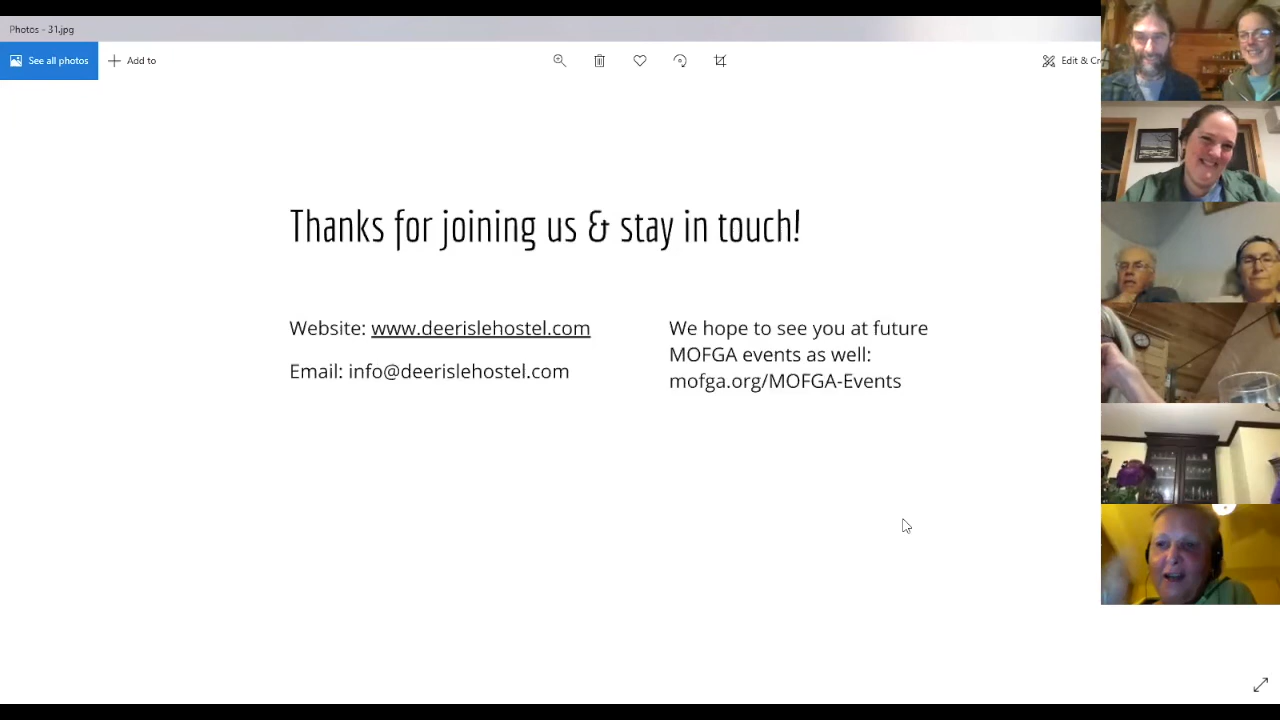 Photos - 31.jpg
See all photos
Add to
Edit & Cr
Thanks for joining us & stay in touch!
Website: www.deerislehostel.com
Email: info@deerislehostel.com
We hope to see you at future
MOFGA events as well:
mofga.org/MOFGA-Events